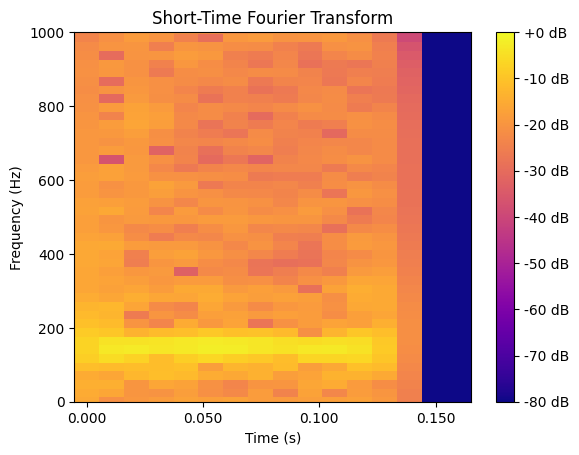 Short-Time Fourier Transform
1000
800
600
400
200
0
Frequency (Hz)
0.000
0.050
0.100
0.150
Time (s)
+0 dB
-10 dB
-20 dB
-30 dB
-40 dB
-50 dB
-60 dB
-70 dB
-80 dB